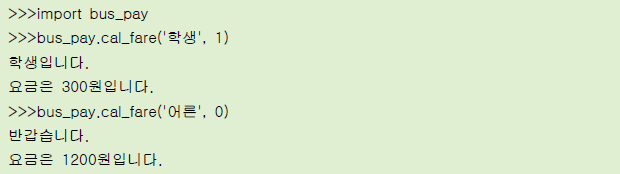 >>>import bus_pay
>>>bus_pay.cal_fare('학생', 1)
학생입니다.
요금은 300원입니다.
>>>bus_pay.cal_fare('어른', 0)
반갑습니다.
요금은 1200원입니다.